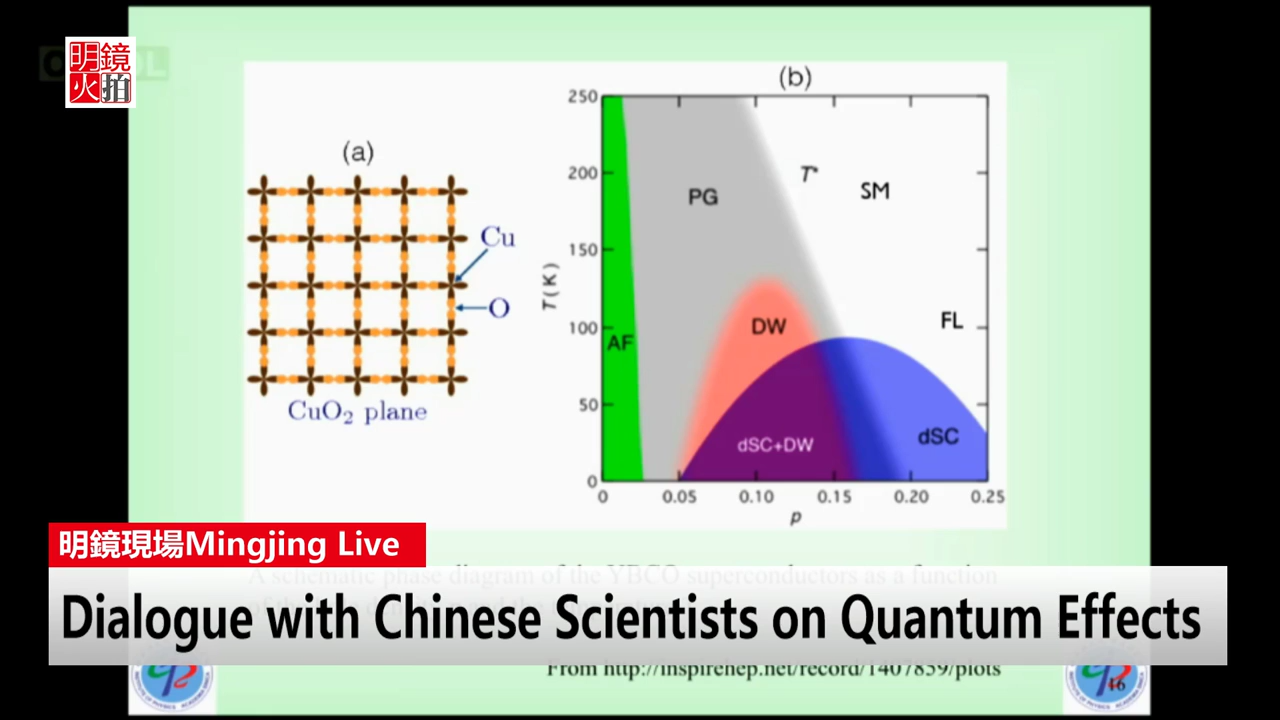 明鏡
火拍
(a)
Cu
O
CuO₂ plane
(b)
250
200
150
100
50
0
T(K)
AF
PG
DW
dSC+DW
T*
SM
FL
dSC
0 0.05 0.10 0.15 0.20 0.25
p
明鏡現場Mingjing Live
A schematic phase diagram of the YBCO superconductors as a function
Dialogue with Chinese Scientists on Quantum Effects
From http://inspirehep.net/record/1407859/plots
16